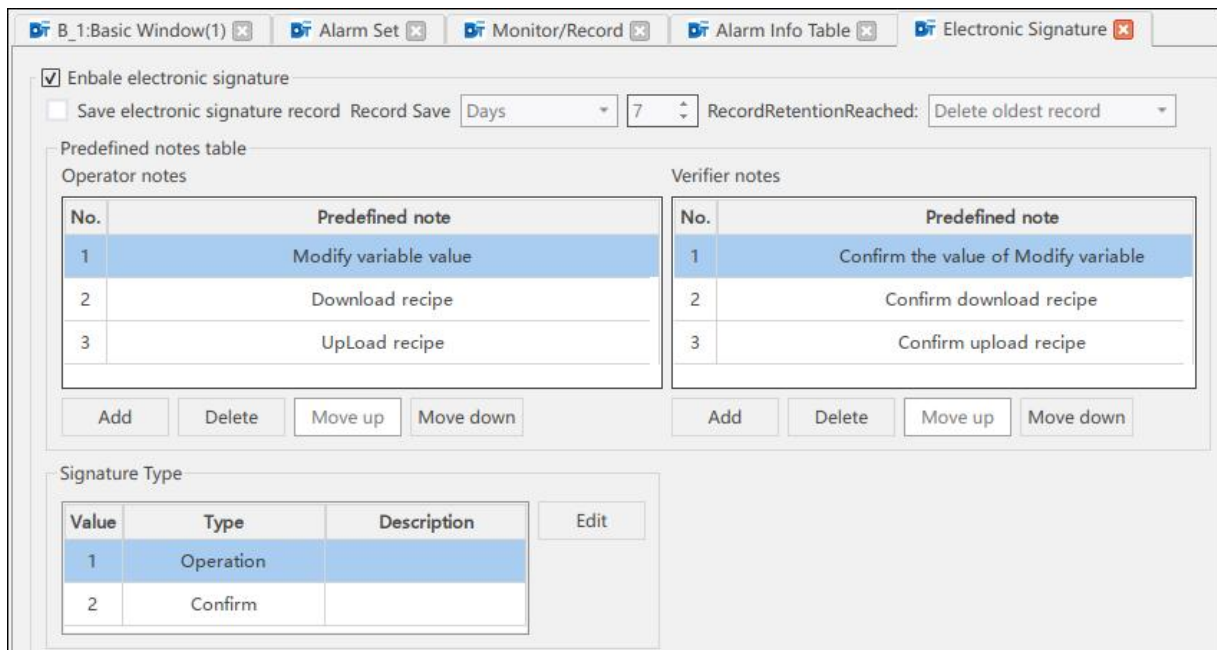 B_1:Basic Window(1) Alarm Set Monitor/Record Alarm Info Table Electronic Signature
Enbale electronic signature
Save electronic signature record Record Save Days 7 RecordRetentionReached: Delete oldest record
Predefined notes table
Operator notes Verifier notes
No. Predefined note No. Predefined note
1 Modify variable value 1 Confirm the value of Modify variable
2 Download recipe 2 Confirm download recipe
3 UpLoad recipe 3 Confirm upload recipe
Add Delete Move up Move down Add Delete Move up Move down
Signature Type
Value Type Description Edit
1 Operation
2 Confirm